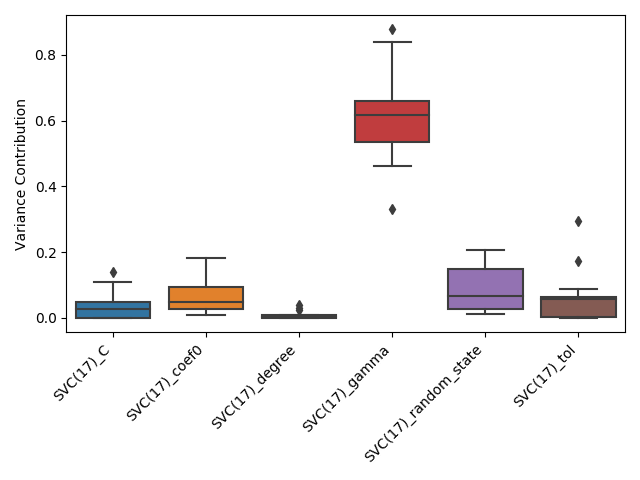 Variance Contribution
0.8
0.6
0.4
0.2
0.0
SVC(17)_C
SVC(17)_coef0
SVC(17)_degree
SVC(17)_gamma
SVC(17)_random_state
SVC(17)_tol